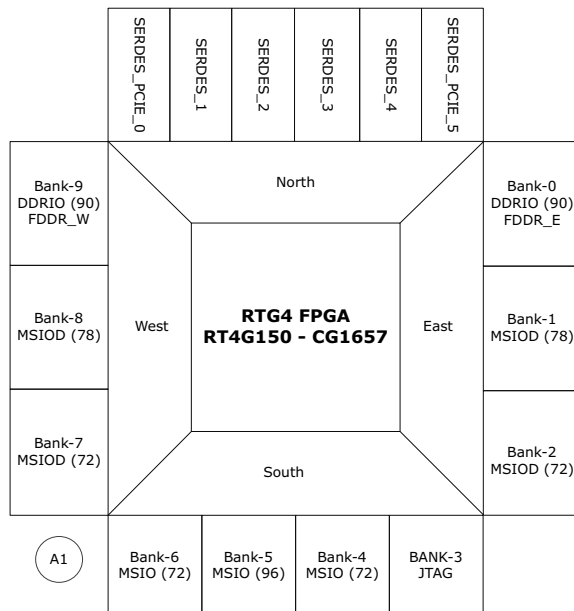 SERDES_PCIE_0
SERDES_1
SERDES_2
SERDES_3
SERDES_4
SERDES_PCIE_5
Bank-9
DDRIO (90)
FDDR_W
North
Bank-0
DDRIO (90)
FDDR_E
Bank-8
MSIOD (78)
West
RTG4 FPGA
RT4G150 - CG1657
East
Bank-1
MSIOD (78)
Bank-7
MSIOD (72)
South
Bank-2
MSIOD (72)
A1
Bank-6
MSIO (72)
Bank-5
MSIO (96)
Bank-4
MSIO (72)
BANK-3
JTAG